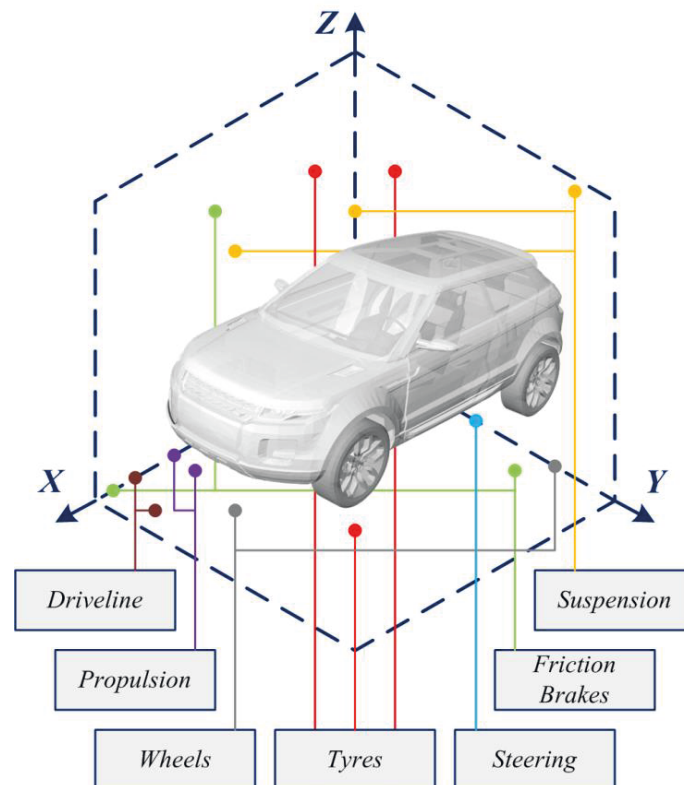 Z
X
Y
Driveline
Suspension
Propulsion
Friction
Brakes
Wheels
Tyres
Steering